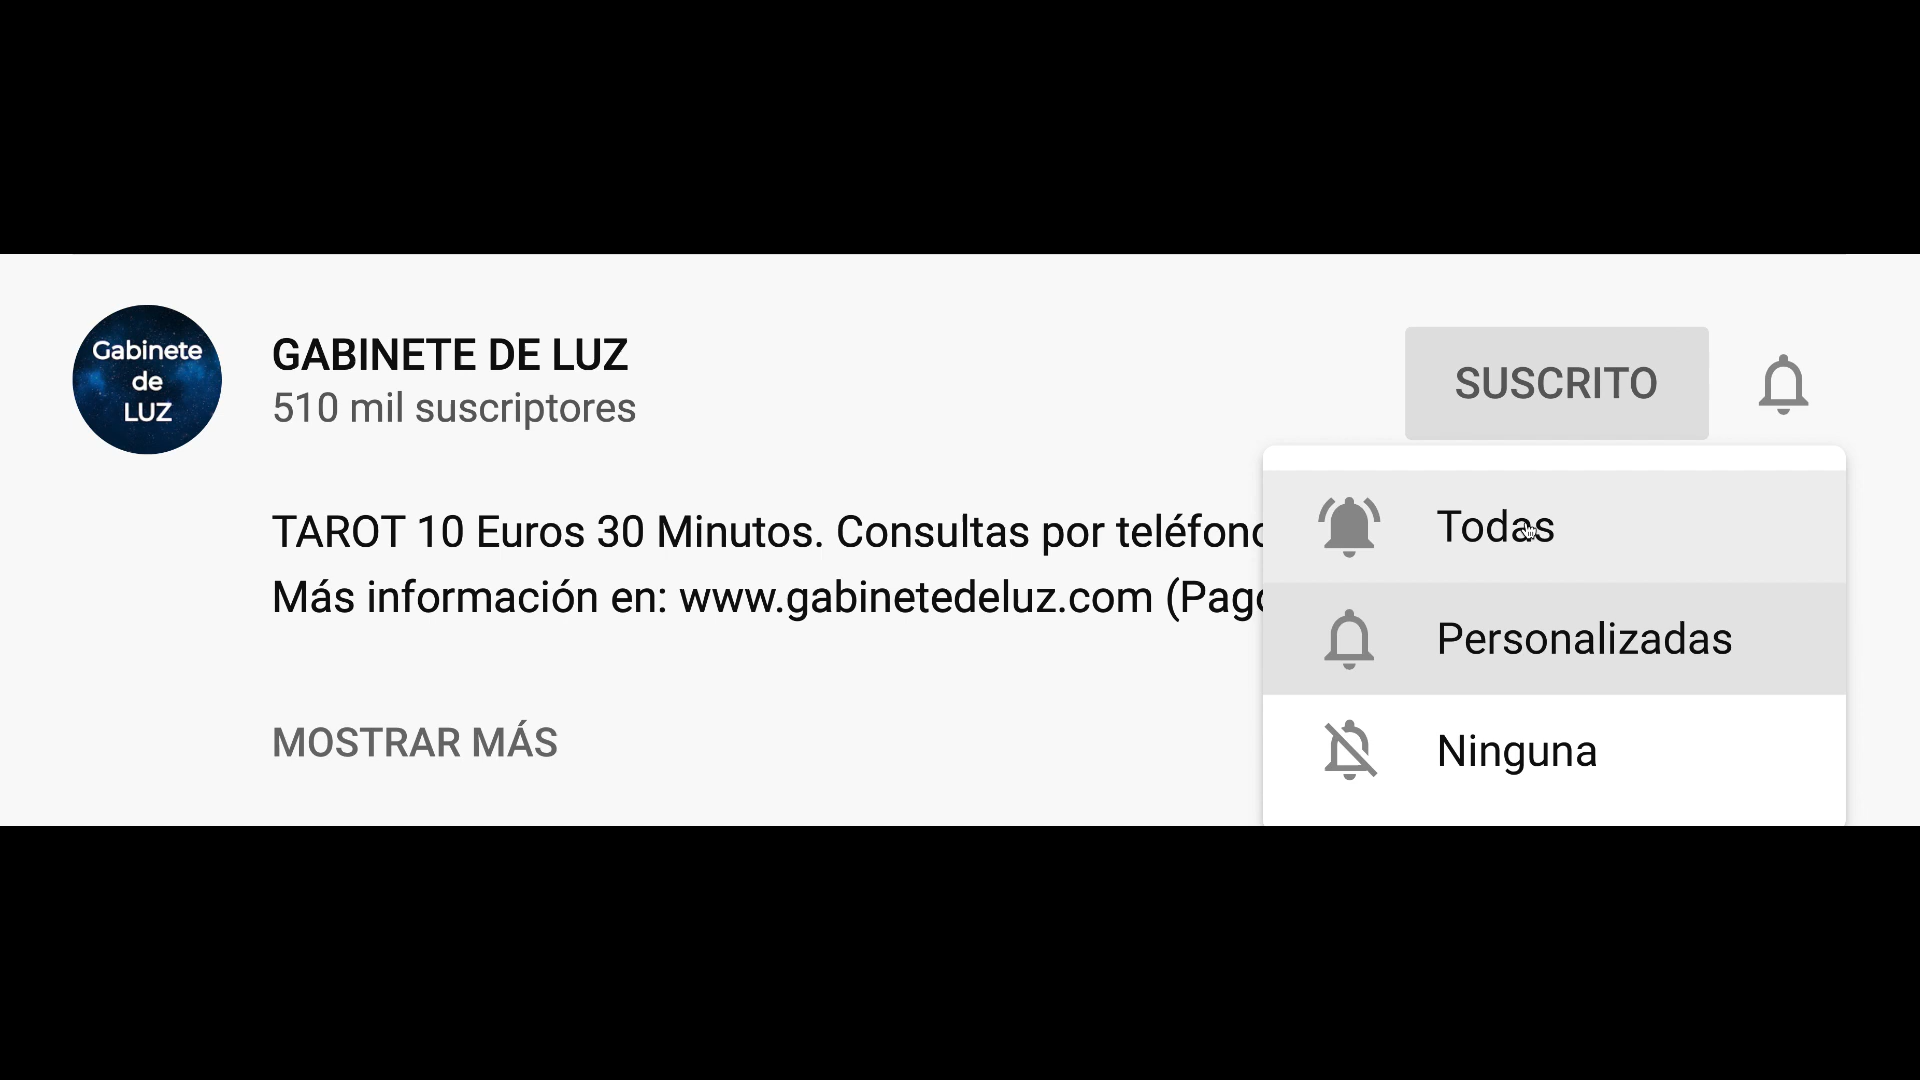 Gabinete
de
LUZ
GABINETE DE LUZ
510 mil suscriptores
SUSCRITO
TAROT 10 Euros 30 Minutos. Consultas por teléfono
Más información en: www.gabinetedeluz.com
MOSTRAR MÁS
Todas
Personalizadas
Ninguna